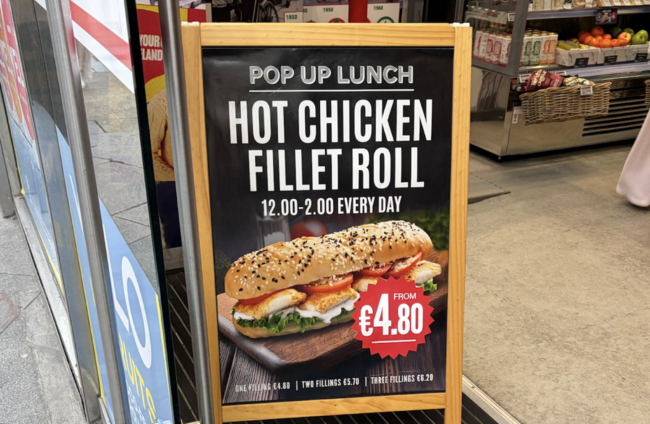 POP UP LUNCH
HOT CHICKEN
FILLET ROLL
12.00-2.00 EVERY DAY
FROM
€4.80
ONE FILLING €4.80 | TWO FILLINGS €5.70 | THREE FILLINGS €6.20
YOUR